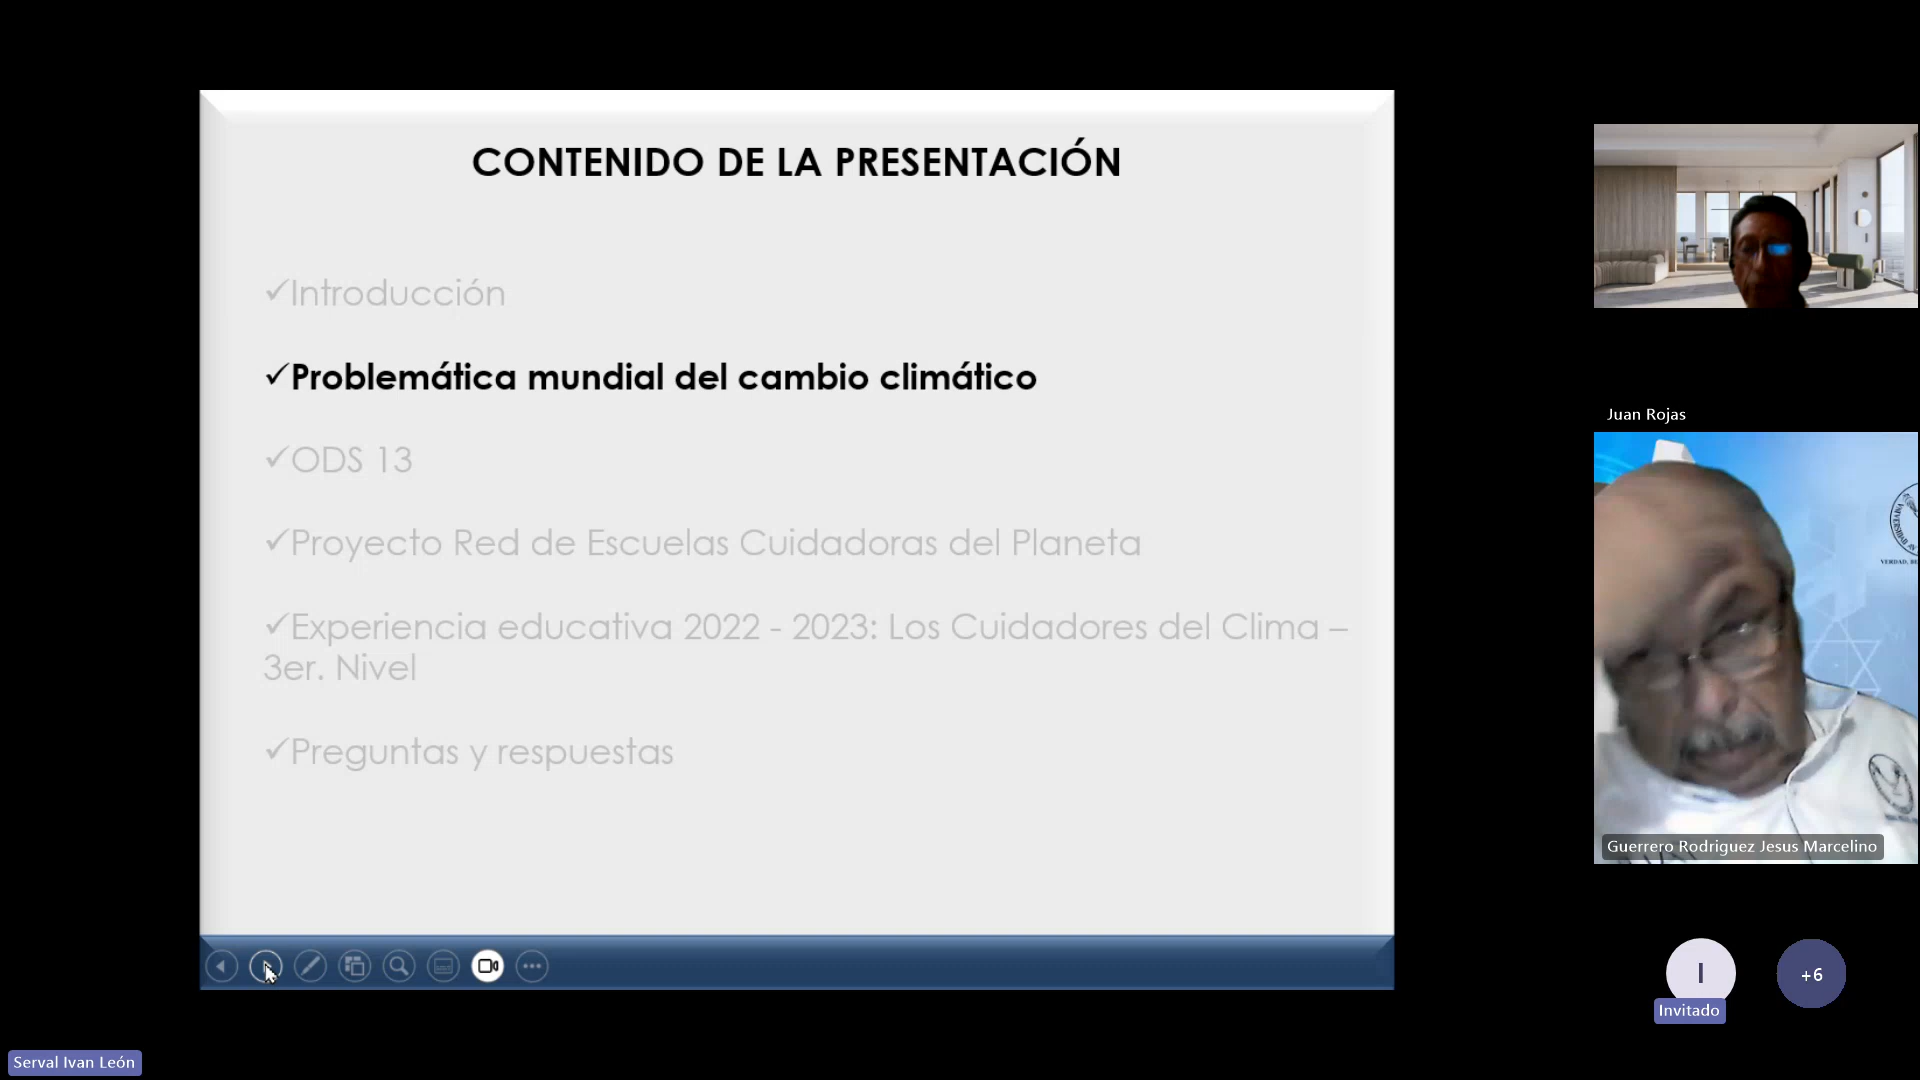 CONTENIDO DE LA PRESENTACIÓN
✓Introducción
✓Problemática mundial del cambio climático
✓ODS 13
✓Proyecto Red de Escuelas Cuidadoras del Planeta
✓Experiencia educativa 2022 - 2023: Los Cuidadores del Clima –
3er. Nivel
✓Preguntas y respuestas
Juan Rojas
Guerrero Rodriguez Jesus Marcelino
I
+6
Invitado
Serval Ivan León